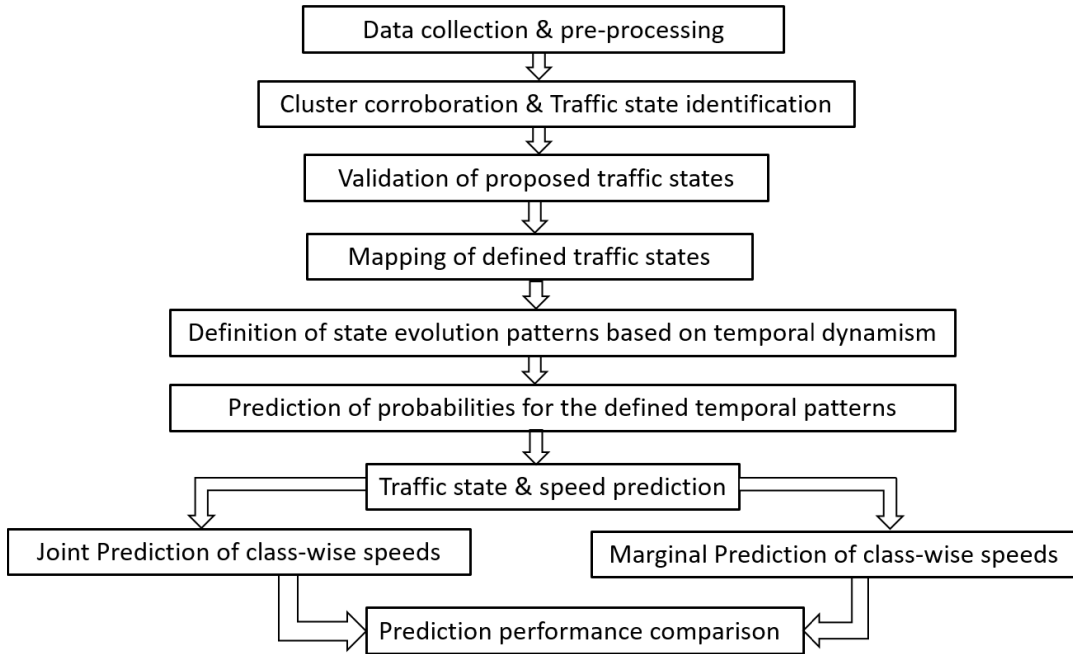 Data collection & pre-processing
Cluster corroboration & Traffic state identification
Validation of proposed traffic states
Mapping of defined traffic states
Definition of state evolution patterns based on temporal dynamism
Prediction of probabilities for the defined temporal patterns
Traffic state & speed prediction
Joint Prediction of class-wise speeds
Marginal Prediction of class-wise speeds
Prediction performance comparison